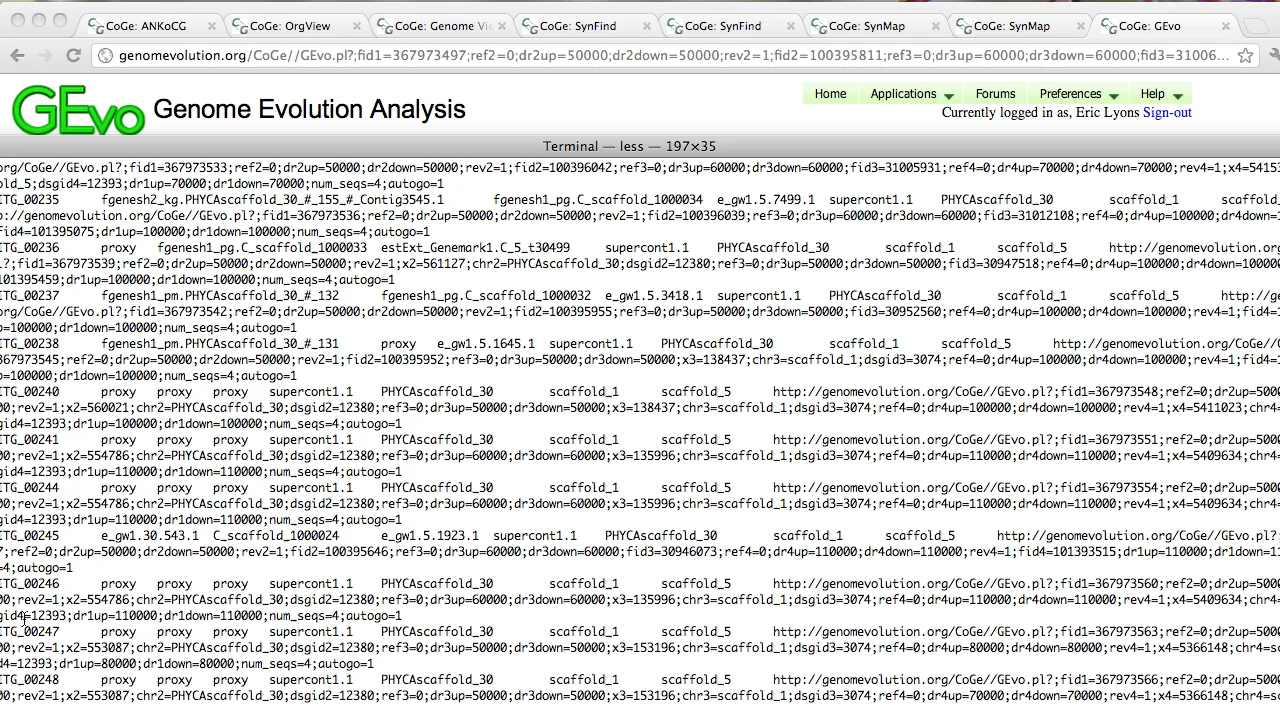 CoGe: ANKoCG
CoGe: OrgView
CoGe: Genome Vie
CoGe: SynFind
CoGe: SynFind
CoGe: SynMap
CoGe: SynMap
CoGe: GEvo
genomevolution.org/CoGe//GEvo.pl?;fid1=367973497;ref2=0;dr2up=50000;dr2down=50000;rev2=1;fid2=100395811;ref3=0;dr3up=60000;dr3down=60000;fid3=31006...
GEvo Genome Evolution Analysis
Home Applications Forums Preferences Help
Currently logged in as, Eric Lyons Sign-out
Terminal — less — 197×35
org/CoGe//GEvo.pl?;fid1=367973533;ref2=0;dr2up=50000;dr2down=50000;rev2=1;fid2=100396042;ref3=0;dr3up=60000;dr3down=60000;fid3=31005931;ref4=0;dr4up=70000;dr4down=70000;rev4=1;x4=5415
old_5;dsgid4=12393;dr1up=70000;dr1down=70000;num_seqs=4;autogo=1
ITG_00235 fgenesh2_kg.PHYCAscaffold_30_#_155_#_Contig3545.1 fgenesh1_pg.C_scaffold_1000034 e_gw1.5.7499.1 supercont1.1 PHYCAscaffold_30 scaffold_1 scaffold
p://genomevolution.org/CoGe//GEvo.pl?;fid1=367973536;ref2=0;dr2up=50000;dr2down=50000;rev2=1;fid2=100396039;ref3=0;dr3up=60000;dr3down=60000;fid3=31012108;ref4=0;dr4up=100000;dr4down=
fid4=101395075;dr1up=100000;dr1down=100000;num_seqs=4;autogo=1
ITG_00236 proxy fgenesh1_pg.C_scaffold_1000033 estExt_Genemark1.C_5_t30499 supercont1.1 PHYCAscaffold_30 scaffold_1 scaffold_5 http://genomevolution.or
l?;fid1=367973539;ref2=0;dr2up=50000;dr2down=50000;rev2=1;x2=561127;chr2=PHYCAscaffold_30;dsgid2=12380;ref3=0;dr3up=50000;dr3down=50000;fid3=30947518;ref4=0;dr4up=100000;dr4down=10000
101395459;dr1up=100000;dr1down=100000;num_seqs=4;autogo=1
ITG_00237 fgenesh1_pm.PHYCAscaffold_30_#_132 fgenesh1_pg.C_scaffold_1000032 e_gw1.5.3418.1 supercont1.1 PHYCAscaffold_30 scaffold_1 scaffold_5 http://ge
org/CoGe//GEvo.pl?;fid1=367973542;ref2=0;dr2up=50000;dr2down=50000;rev2=1;fid2=100395955;ref3=0;dr3up=50000;dr3down=50000;fid3=30952560;ref4=0;dr4up=100000;dr4down=100000;rev4=1;fid4=
p=100000;dr1down=100000;num_seqs=4;autogo=1
ITG_00238 fgenesh1_pm.PHYCAscaffold_30_#_131 proxy e_gw1.5.1645.1 supercont1.1 PHYCAscaffold_30 scaffold_1 scaffold_5 http://genomevolution.org/CoGe//G
367973545;ref2=0;dr2up=50000;dr2down=50000;rev2=1;fid2=100395952;ref3=0;dr3up=50000;dr3down=50000;x3=138437;chr3=scaffold_1;dsgid3=3074;ref4=0;dr4up=100000;dr4down=100000;rev4=1;fid4=
p=100000;dr1down=100000;num_seqs=4;autogo=1
ITG_00240 proxy proxy proxy supercont1.1 PHYCAscaffold_30 scaffold_1 scaffold_5 http://genomevolution.org/CoGe//GEvo.pl?;fid1=367973548;ref2=0;dr2up=500
00;rev2=1;x2=560021;chr2=PHYCAscaffold_30;dsgid2=12380;ref3=0;dr3up=50000;dr3down=50000;x3=138437;chr3=scaffold_1;dsgid3=3074;ref4=0;dr4up=100000;dr4down=100000;rev4=1;x4=5411023;chr4
gid4=12393;dr1up=100000;dr1down=100000;num_seqs=4;autogo=1
ITG_00241 proxy proxy proxy supercont1.1 PHYCAscaffold_30 scaffold_1 scaffold_5 http://genomevolution.org/CoGe//GEvo.pl?;fid1=367973551;ref2=0;dr2up=500
00;rev2=1;x2=554786;chr2=PHYCAscaffold_30;dsgid2=12380;ref3=0;dr3up=60000;dr3down=60000;x3=135996;chr3=scaffold_1;dsgid3=3074;ref4=0;dr4up=110000;dr4down=110000;rev4=1;x4=5409634;chr4
gid4=12393;dr1up=110000;dr1down=110000;num_seqs=4;autogo=1
ITG_00244 proxy proxy proxy supercont1.1 PHYCAscaffold_30 scaffold_1 scaffold_5 http://genomevolution.org/CoGe//GEvo.pl?;fid1=367973554;ref2=0;dr2up=500
00;rev2=1;x2=554786;chr2=PHYCAscaffold_30;dsgid2=12380;ref3=0;dr3up=60000;dr3down=60000;x3=135996;chr3=scaffold_1;dsgid3=3074;ref4=0;dr4up=110000;dr4down=110000;rev4=1;x4=5409634;chr4
gid4=12393;dr1up=110000;dr1down=110000;num_seqs=4;autogo=1
ITG_00245 e_gw1.30.543.1 C_scaffold_1000024 e_gw1.5.1923.1 supercont1.1 PHYCAscaffold_30 scaffold_1 scaffold_5 http://genomevolution.org/CoGe//GEvo.pl?
7;ref2=0;dr2up=50000;dr2down=50000;rev2=1;fid2=100395646;ref3=0;dr3up=60000;dr3down=60000;fid3=30946073;ref4=0;dr4up=110000;dr4down=110000;rev4=1;fid4=101393515;dr1up=110000;dr1down=1
=4;autogo=1
ITG_00246 proxy proxy proxy supercont1.1 PHYCAscaffold_30 scaffold_1 scaffold_5 http://genomevolution.org/CoGe//GEvo.pl?;fid1=367973560;ref2=0;dr2up=500
00;rev2=1;x2=554786;chr2=PHYCAscaffold_30;dsgid2=12380;ref3=0;dr3up=60000;dr3down=60000;x3=135996;chr3=scaffold_1;dsgid3=3074;ref4=0;dr4up=110000;dr4down=110000;rev4=1;x4=5409634;chr4
gid4=12393;dr1up=110000;dr1down=110000;num_seqs=4;autogo=1
ITG_00247 proxy proxy proxy supercont1.1 PHYCAscaffold_30 scaffold_1 scaffold_5 http://genomevolution.org/CoGe//GEvo.pl?;fid1=367973563;ref2=0;dr2up=500
00;rev2=1;x2=553087;chr2=PHYCAscaffold_30;dsgid2=12380;ref3=0;dr3up=50000;dr3down=50000;x3=153196;chr3=scaffold_1;dsgid3=3074;ref4=0;dr4up=80000;dr4down=80000;rev4=1;x4=5366148;chr4=s
d4=12393;dr1up=80000;dr1down=80000;num_seqs=4;autogo=1
ITG_00248 proxy proxy proxy supercont1.1 PHYCAscaffold_30 scaffold_1 scaffold_5 http://genomevolution.org/CoGe//GEvo.pl?;fid1=367973566;ref2=0;dr2up=500
00;rev2=1;x2=553087;chr2=PHYCAscaffold_30;dsgid2=12380;ref3=0;dr3up=50000;dr3down=50000;x3=153196;chr3=scaffold_1;dsgid3=3074;ref4=0;dr4up=70000;dr4down=70000;rev4=1;x4=5366148;chr4=s